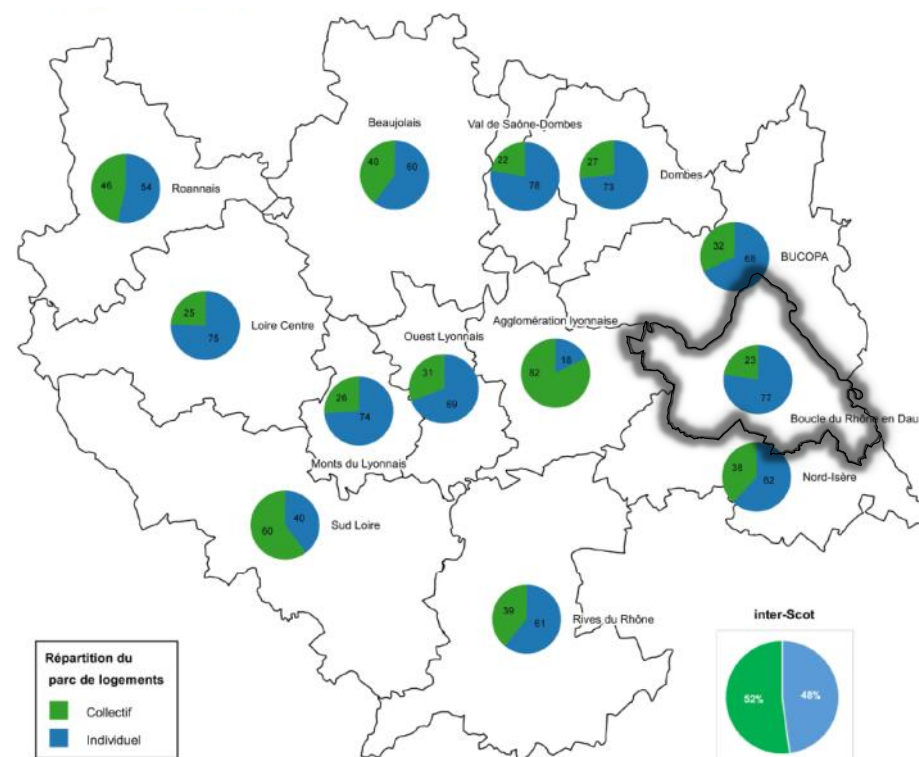 Beaujolais
Val de Saône-Dombes
40
60
22
78
27
73
Dombes
46
54
Roannais
32
68
BUCOPA
25
75
Loire Centre
Agglomération lyonnaise
Ouest Lyonnais
18
82
31
69
23
77
26
74
Boucle du Rhône en Dau
Monts du Lyonnais
38
62
Nord-Isère
60
40
Sud Loire
39
61
Rives du Rhône
inter-Scot
52%
48%
Répartition du
parc de logements
Collectif
Individuel